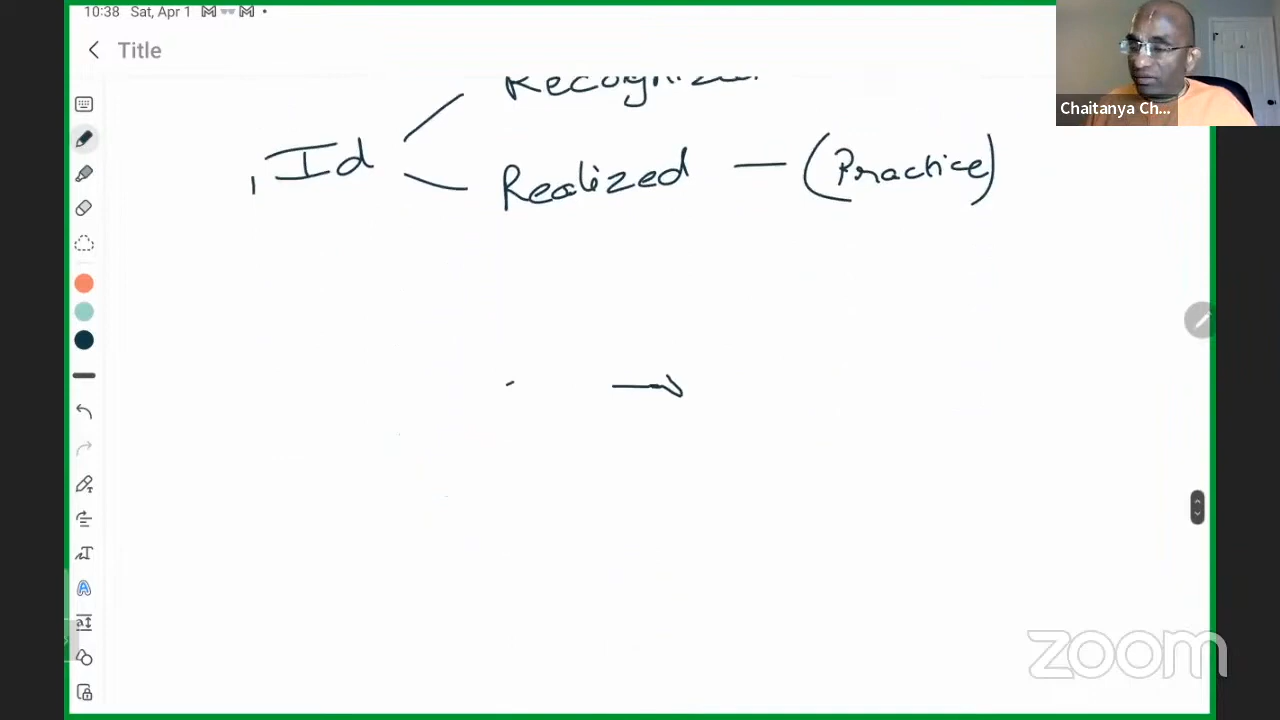 10:38 Sat, Apr 1
Title
Chaitanya Ch...
Id
Realized — (Practice)
zoom